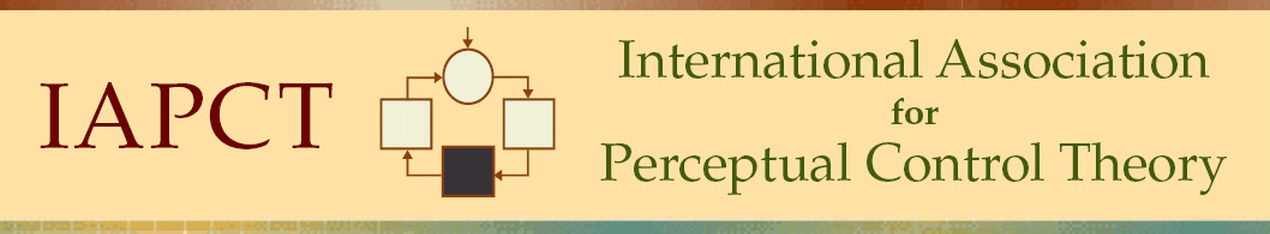 IAPCT
International Association
for
Perceptual Control Theory